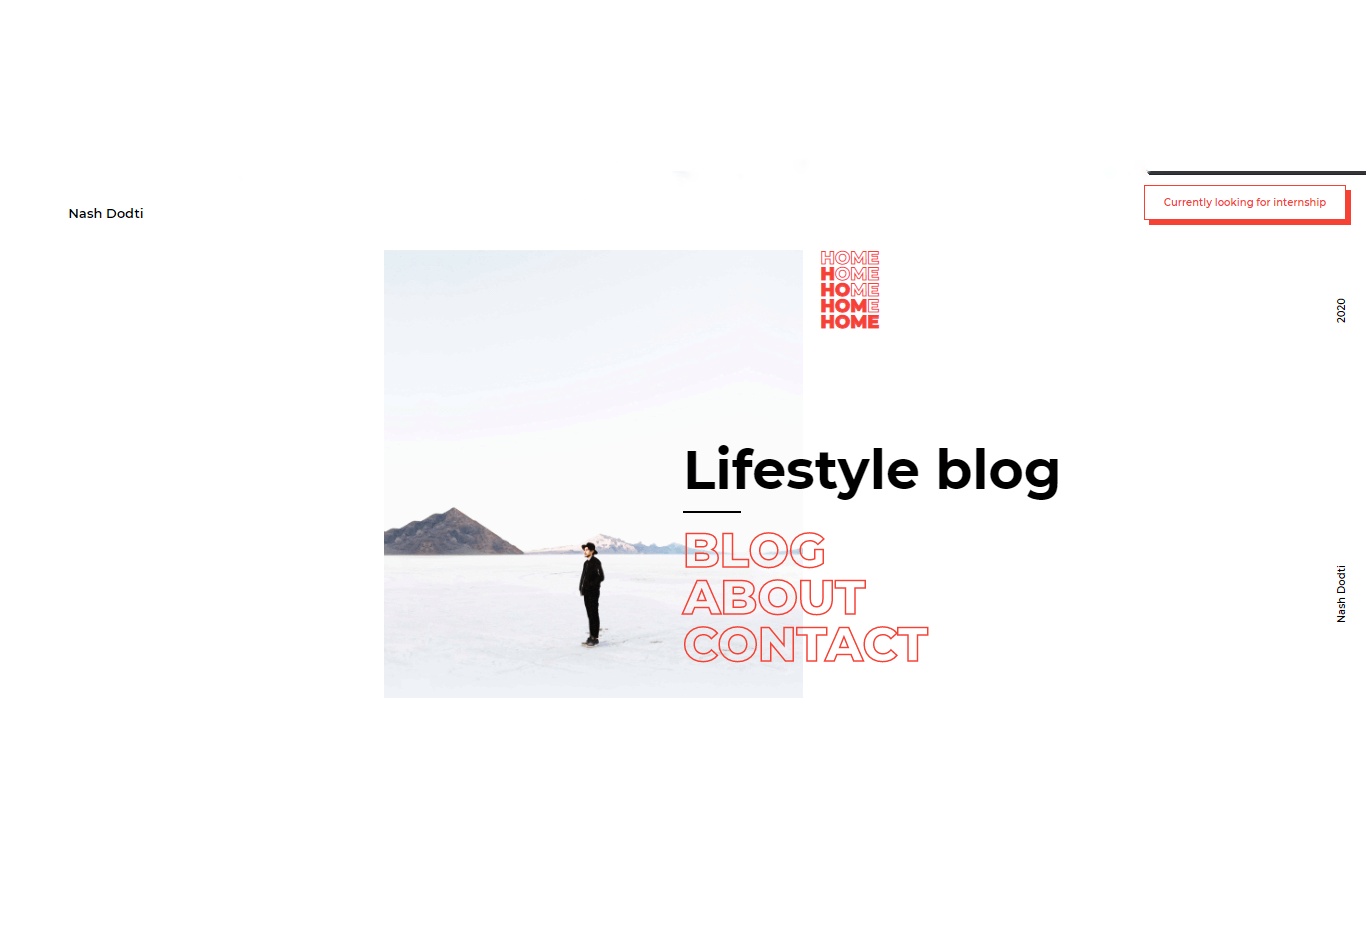 Nash Dodti
Currently looking for internship
HOME
HOME
HOME
HOME
HOME
2020
Lifestyle blog
BLOG
ABOUT
CONTACT
Nash Dodti